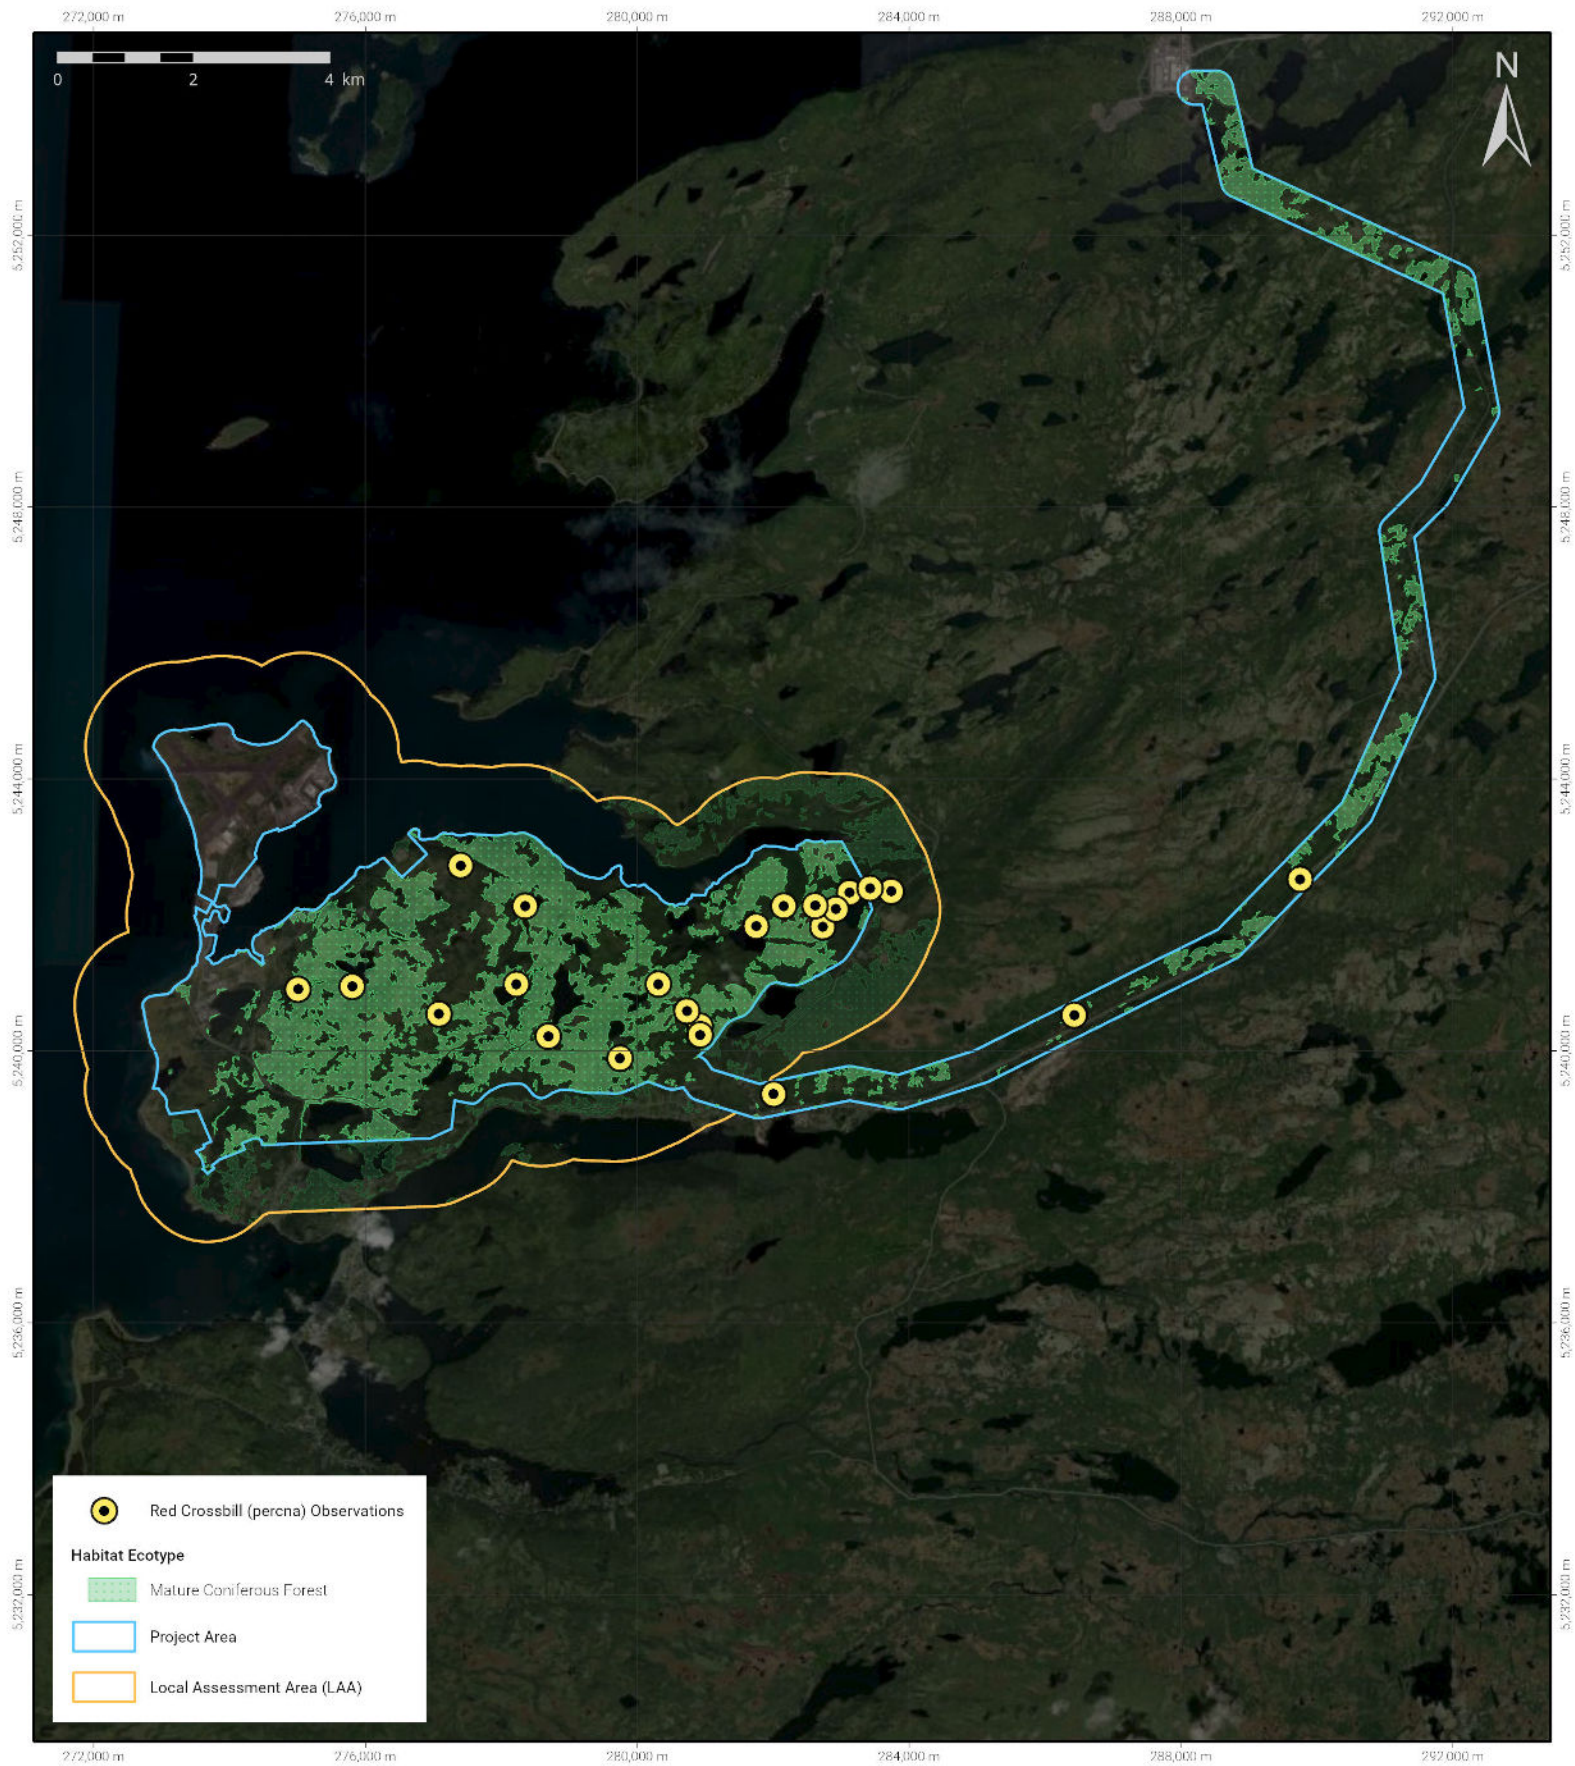 272,000 m 276,000 m 280,000 m 284,000 m 288,000 m 292,000 m
0 2 4 km
N
5,252,000 m 5,252,000 m
5,248,000 m 5,248,000 m
5,244,000 m 5,244,000 m
5,240,000 m 5,240,000 m
5,236,000 m 5,236,000 m
5,232,000 m 5,232,000 m
Red Crossbill (percna) Observations
Habitat Ecotype
Mature Coniferous Forest
Project Area
Local Assessment Area (LAA)
272,000 m 276,000 m 280,000 m 284,000 m 288,000 m 292,000 m